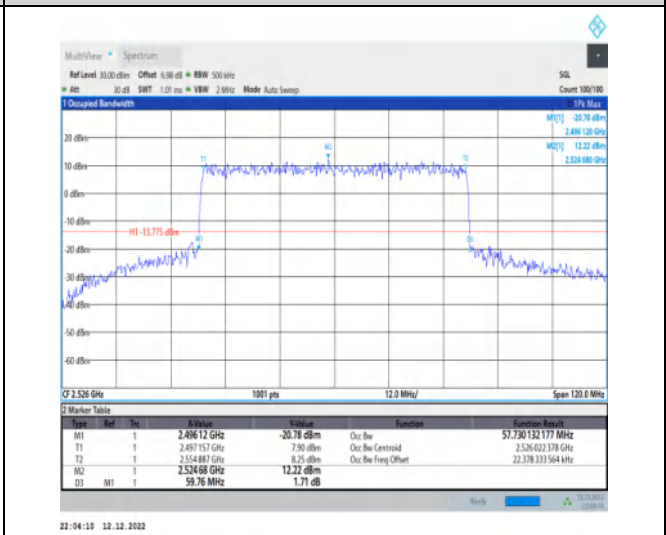 MultiView Spectrum
Ref Level 30.00 dBm Offset 6.98 dB RBW 500 kHz SGL
Att 30 dB SWT 1.01 ms VBW 2 MHz Mode Auto Sweep Count 100/100
1 Occupied Bandwidth 1Pk Max
M1[1] -20.78 dBm
2.496 120 GHz
M2[1] 12.22 dBm
2.524 680 GHz
20 dBm
10 dBm
0 dBm
-10 dBm
H1 -13.775 dBm
-20 dBm
-30 dBm
-40 dBm
-50 dBm
-60 dBm
T1
M2
T2
M1
D3
CF 2.526 GHz 1001 pts 12.0 MHz/ Span 120.0 MHz
2 Marker Table
Type Ref Trc X-Value Y-Value Function Function Result
M1 1 2.496 12 GHz -20.78 dBm Occ Bw 57.730 132 177 MHz
T1 1 2.497 157 GHz 7.90 dBm Occ Bw Centroid 2.526 022 378 GHz
T2 1 2.554 887 GHz 8.25 dBm Occ Bw Freq Offset 22.378 333 564 kHz
M2 1 2.524 68 GHz 12.22 dBm
D3 M1 1 59.76 MHz 1.71 dB
Ready
22:04:10 12.12.2022